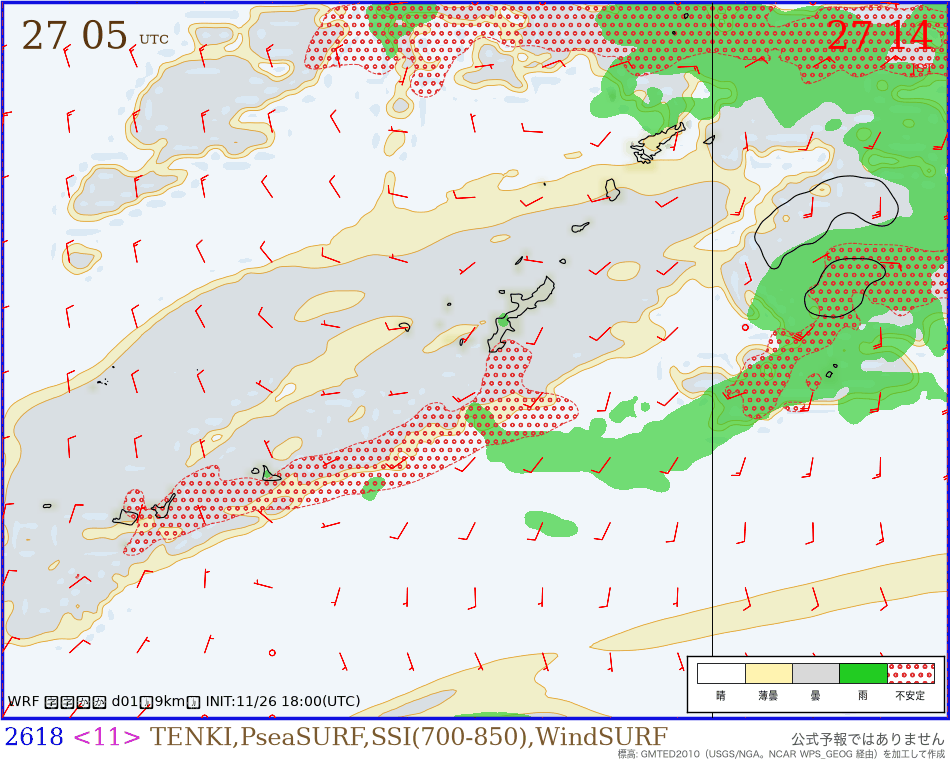 27 05 UTC
27 14
JST
WRF d01 9km INIT:11/26 18:00(UTC)
晴 薄曇 曇 雨 不安定
2618 <11> TENKI,PseaSURF,SSI(700-850),WindSURF
公式予報ではありません
標高: GMTED2010（USGS/NGA。NCAR WPS_GEOG 経由）を加工して作成